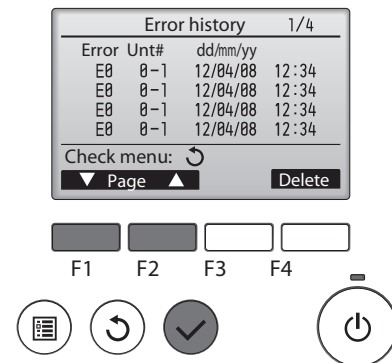 Error history 1/4
Error Unt# dd/mm/yy
E0 0-1 12/04/08 12:34
E0 0-1 12/04/08 12:34
E0 0-1 12/04/08 12:34
E0 0-1 12/04/08 12:34
Check menu:
▼ Page ▲ Delete
F1 F2 F3 F4